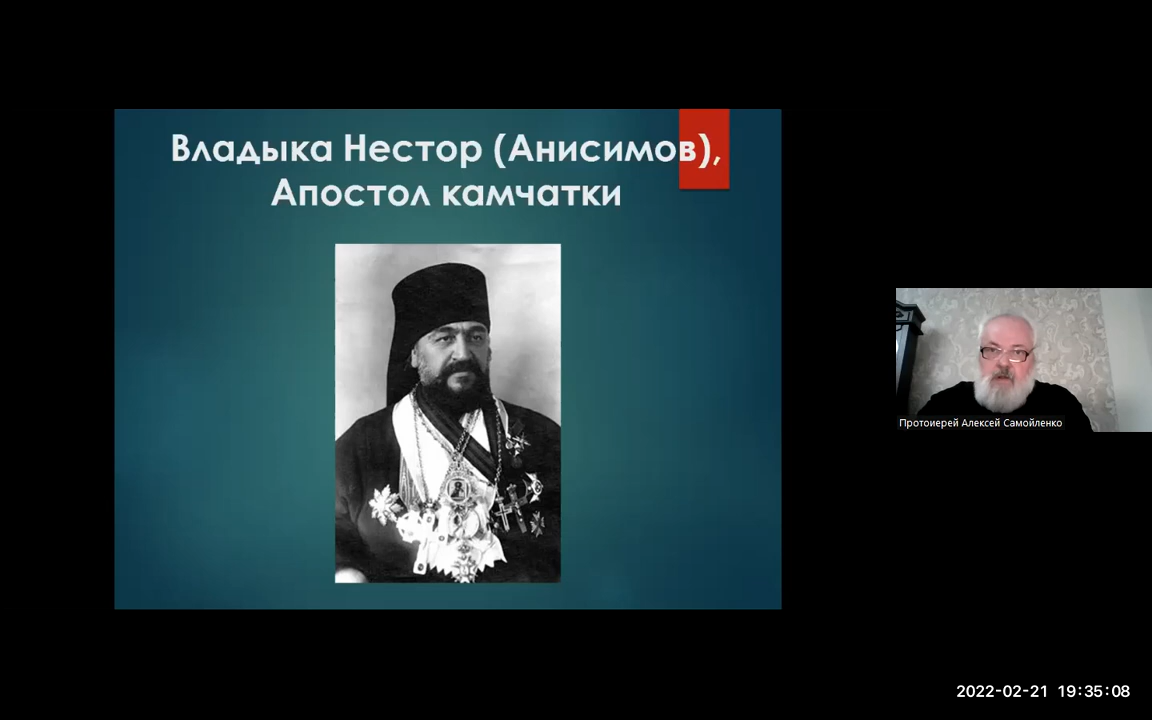 Владыка Нестор (Анисимов),
Апостол камчатки
Протоиерей Алексей Самойленко
2022-02-21 19:35:08